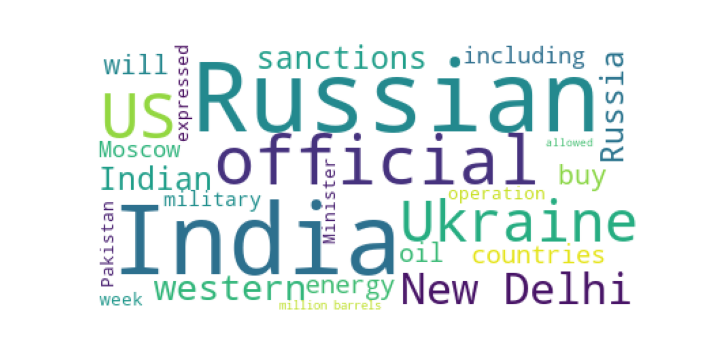 will
expressed
sanctions
including
US
Russian
Russia
Moscow
official
allowed
Indian
buy
military
Minister
operation
Pakistan
India
Ukraine
oil
countries
week
western
energy
New Delhi
million barrels